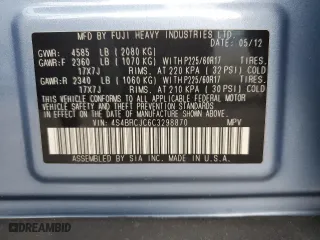 MFD BY FUJI HEAVY INDUSTRIES LTD.
DATE: 05/12
GVWR: 4585 LB (2080 KG)
GAWR:F 2360 LB (1070 KG) WITH P225/60R17 TIRES.
17X7J RIMS. AT 220 KPA ( 32 PSI) COLD
GAWR:R 2340 LB (1060 KG) WITH P225/60R17 TIRES.
17X7J RIMS. AT 210 KPA ( 30 PSI) COLD
THIS VEHICLE CONFORMS TO ALL APPLICABLE FEDERAL MOTOR
VEHICLE SAFETY AND THEFT PREVENTION STANDARDS
IN EFFECT ON THE DATE OF MANUFACTURE SHOWN
ABOVE.
VIN: 4S4BRCJC6C3298870 MPV
ASSEMBLED BY SIA INC. MADE IN U.S.A.